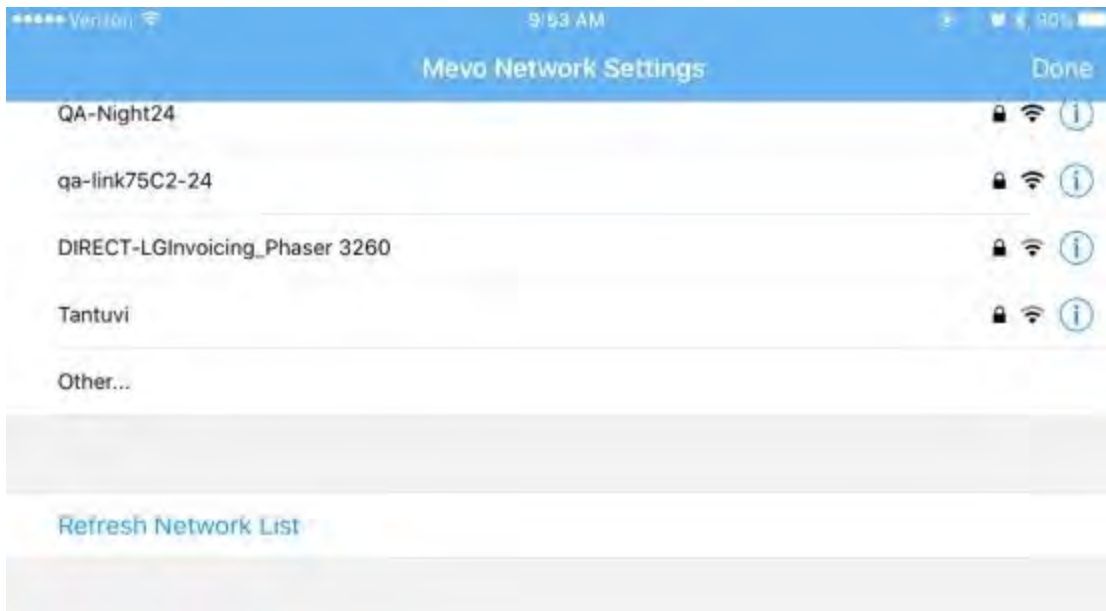 Verizon 9:53 AM 90%
Mevo Network Settings Done
QA-Night24
qa-link75C2-24
DIRECT-LGInvoicing_Phaser 3260
Tantuvi
Other...
Refresh Network List